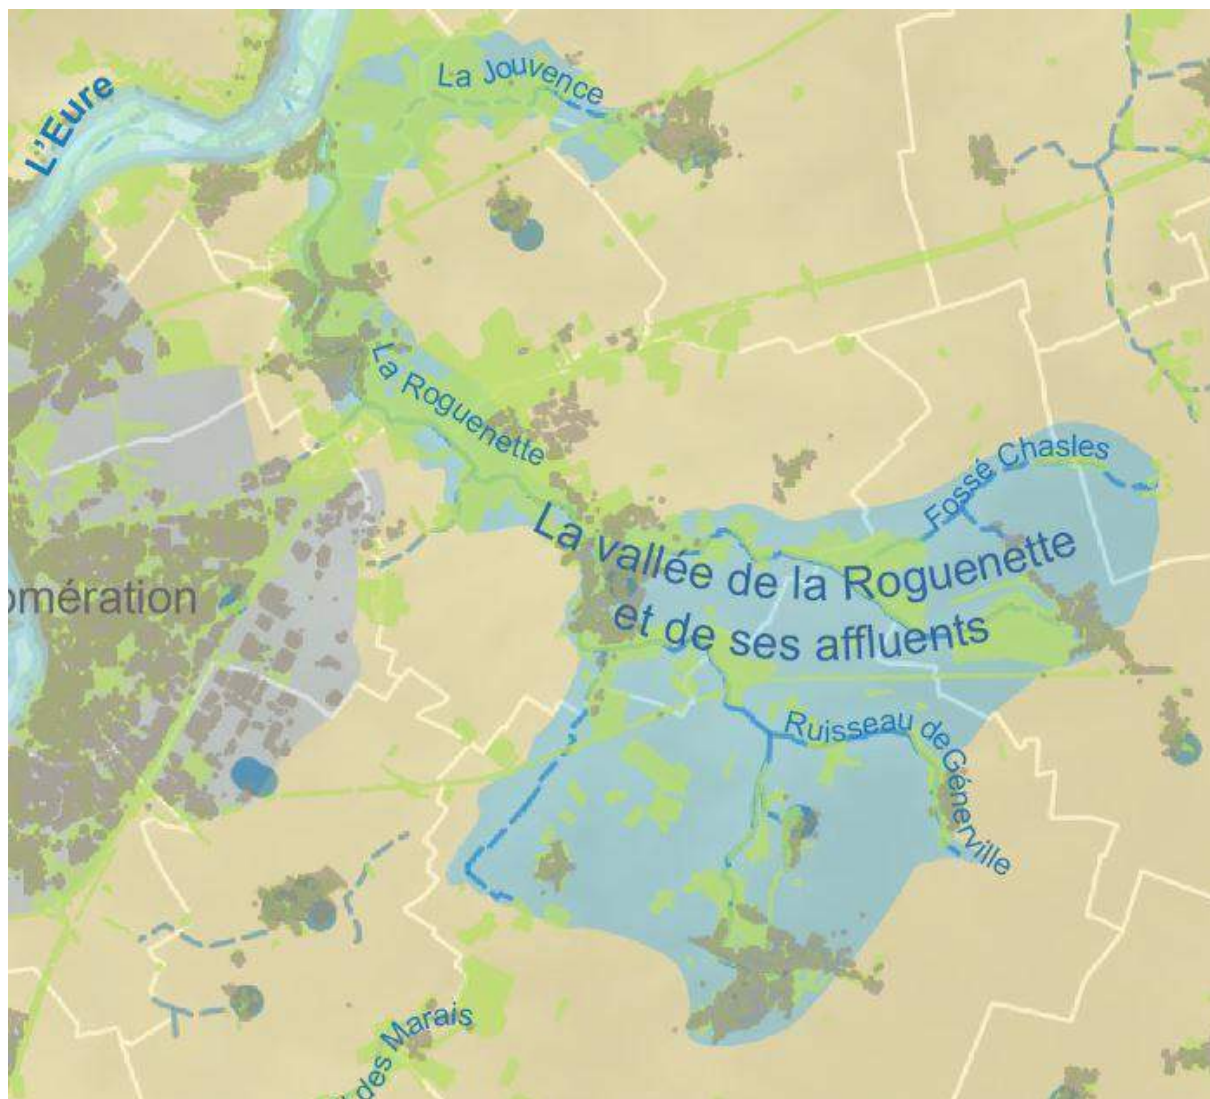 La Jouvence
L'Eure
La Roguenette
Fossé Chasles
La vallée de la Roguenette
et de ses affluents
omération
Ruisseau de Génerville
des Marais